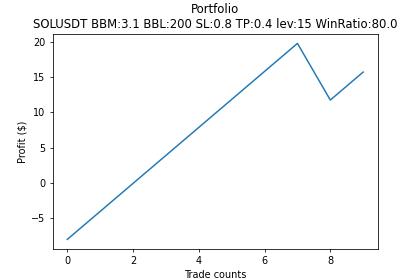 Portfolio
SOLUSDT BBM:3.1 BBL:200 SL:0.8 TP:0.4 lev:15 WinRatio:80.0
20
15
10
5
0
−5
Profit ($)
0 2 4 6 8
Trade counts